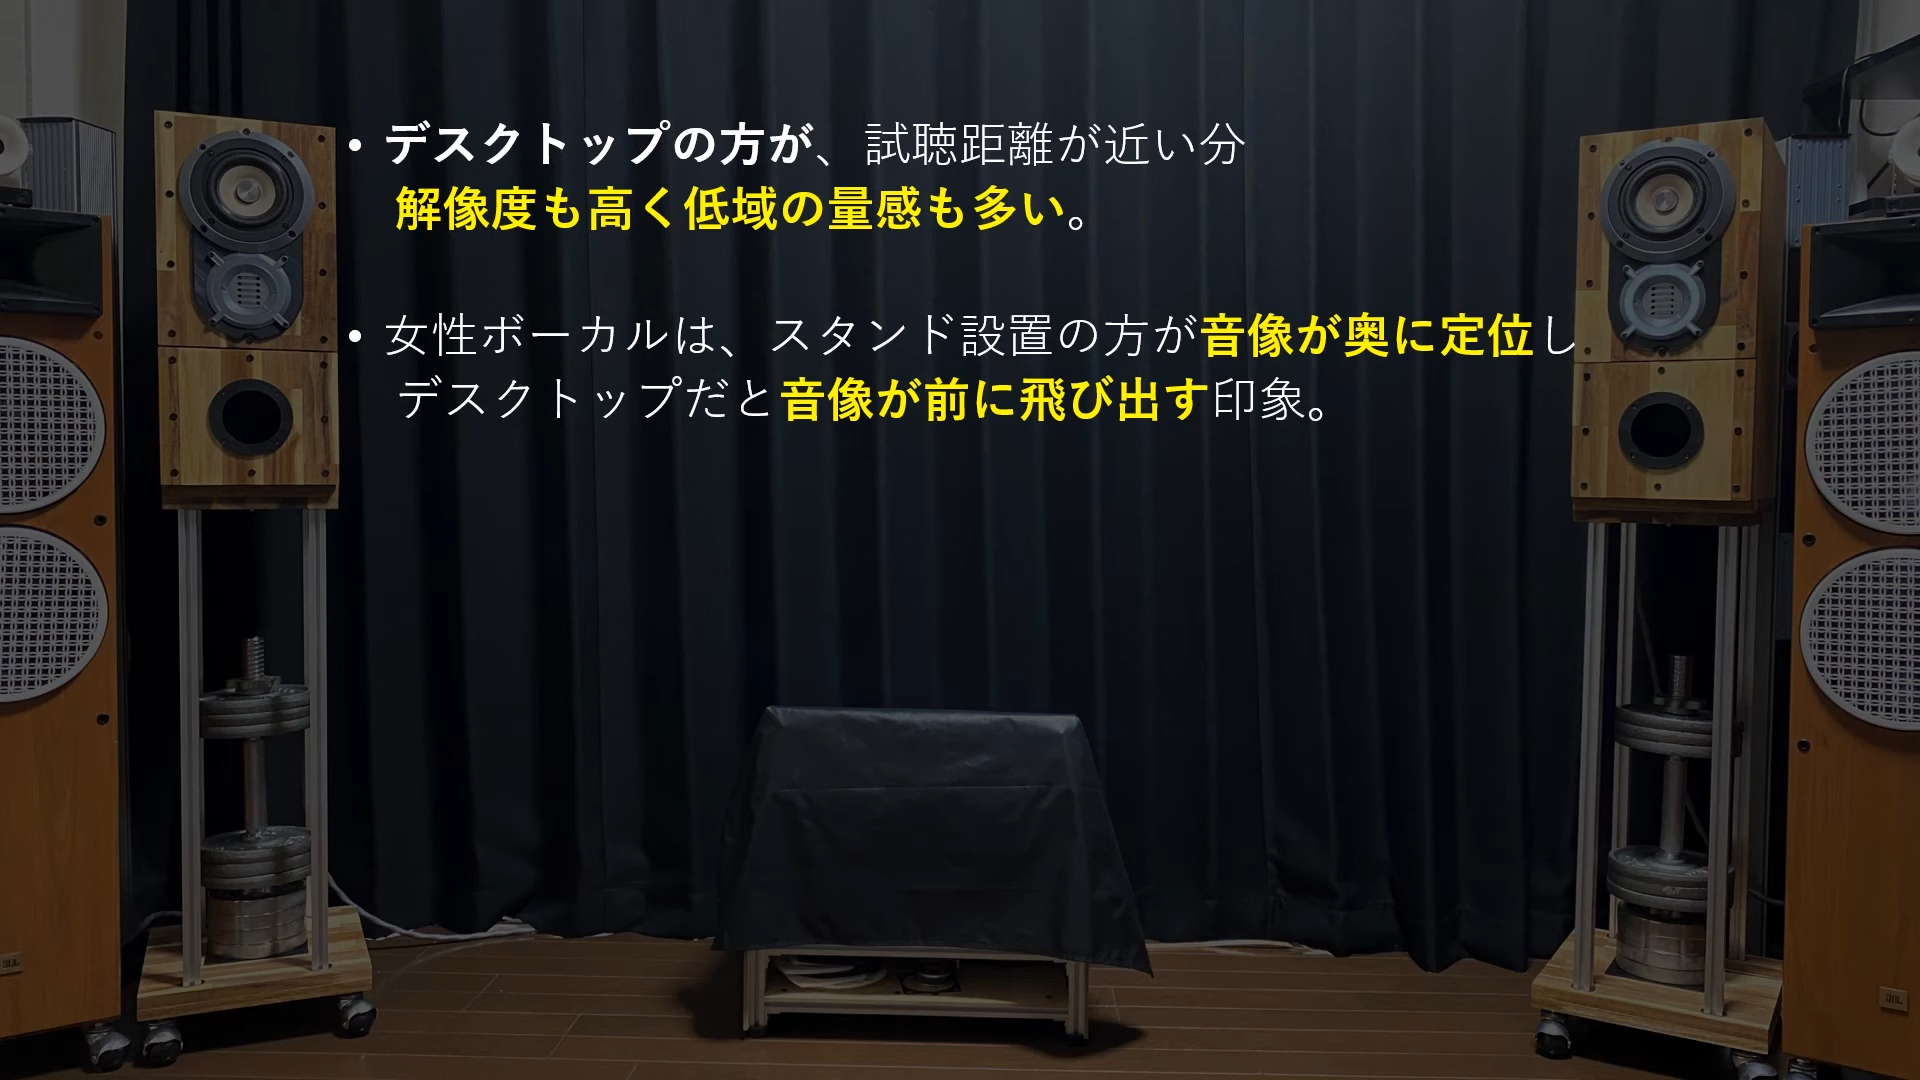 • デスクトップの方が、試聴距離が近い分
解像度も高く低域の量感も多い。
• 女性ボーカルは、スタンド設置の方が音像が奥に定位し
デスクトップだと音像が前に飛び出す印象。
JBL
JBL